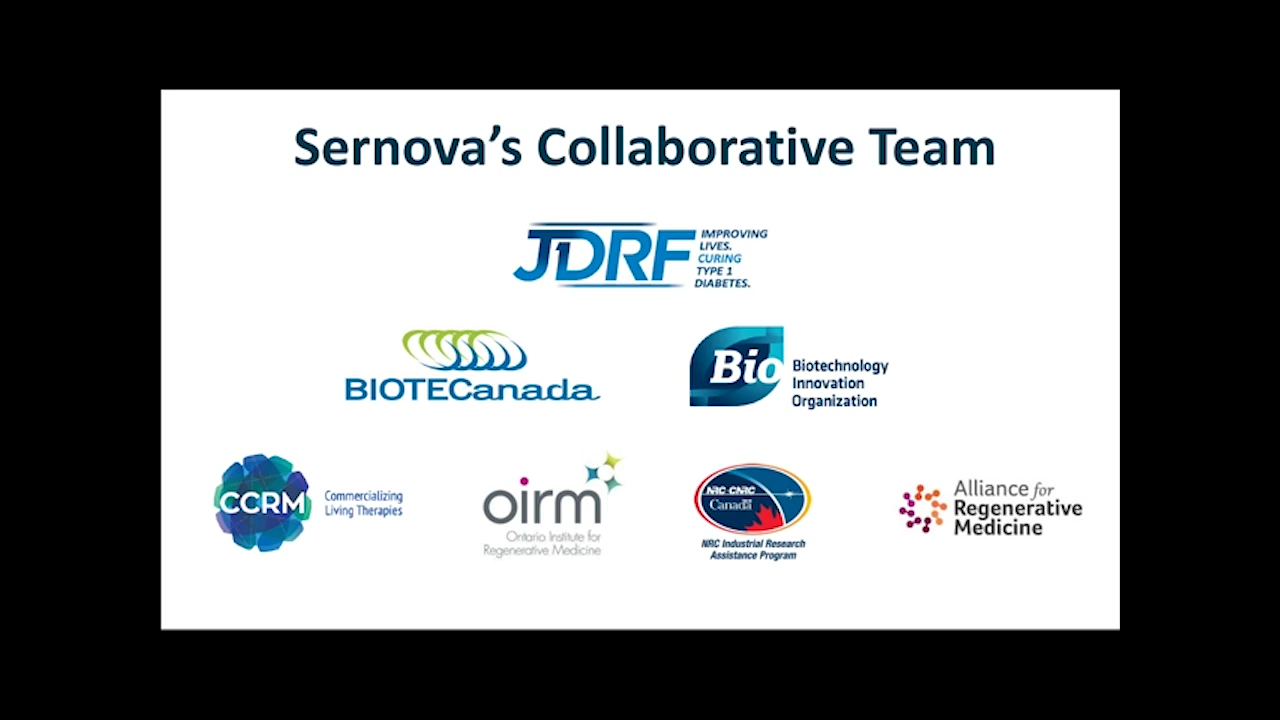 Sernova's Collaborative Team
JDRF
IMPROVING
LIVES.
CURING
TYPE 1
DIABETES.
BIOTECanada
Bio
Biotechnology
Innovation
Organization
CCRM
Commercializing
Living Therapies
oirm
Ontario Institute for
Regenerative Medicine
NRC·CNRC
Canada
NRC Industrial Research
Assistance Program
Alliance for
Regenerative
Medicine